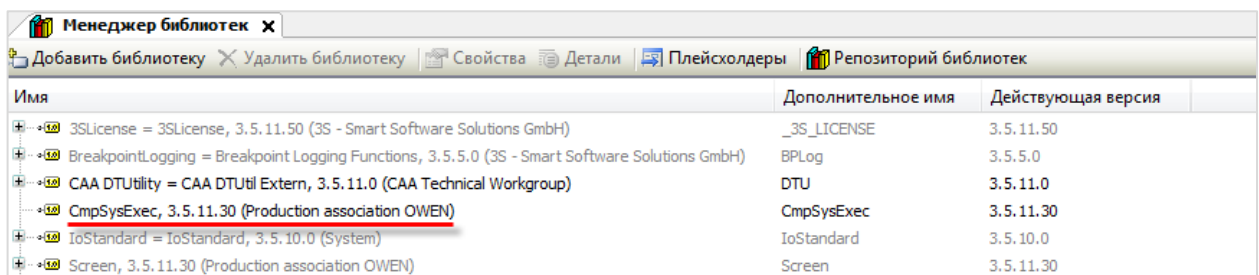 Менеджер библиотек X
Добавить библиотеку Удалить библиотеку Свойства Детали Плейсхолдеры Репозиторий библиотек
Имя Дополнительное имя Действующая версия
3SLicense = 3SLicense, 3.5.11.50 (3S - Smart Software Solutions GmbH) _3S_LICENSE 3.5.11.50
BreakpointLogging = Breakpoint Logging Functions, 3.5.5.0 (3S - Smart Software Solutions GmbH) BPLog 3.5.5.0
CAA DTUtility = CAA DTUtil Extern, 3.5.11.0 (CAA Technical Workgroup) DTU 3.5.11.0
CmpSysExec, 3.5.11.30 (Production association OWEN) CmpSysExec 3.5.11.30
IoStandard = IoStandard, 3.5.10.0 (System) IoStandard 3.5.10.0
Screen, 3.5.11.30 (Production association OWEN) Screen 3.5.11.30